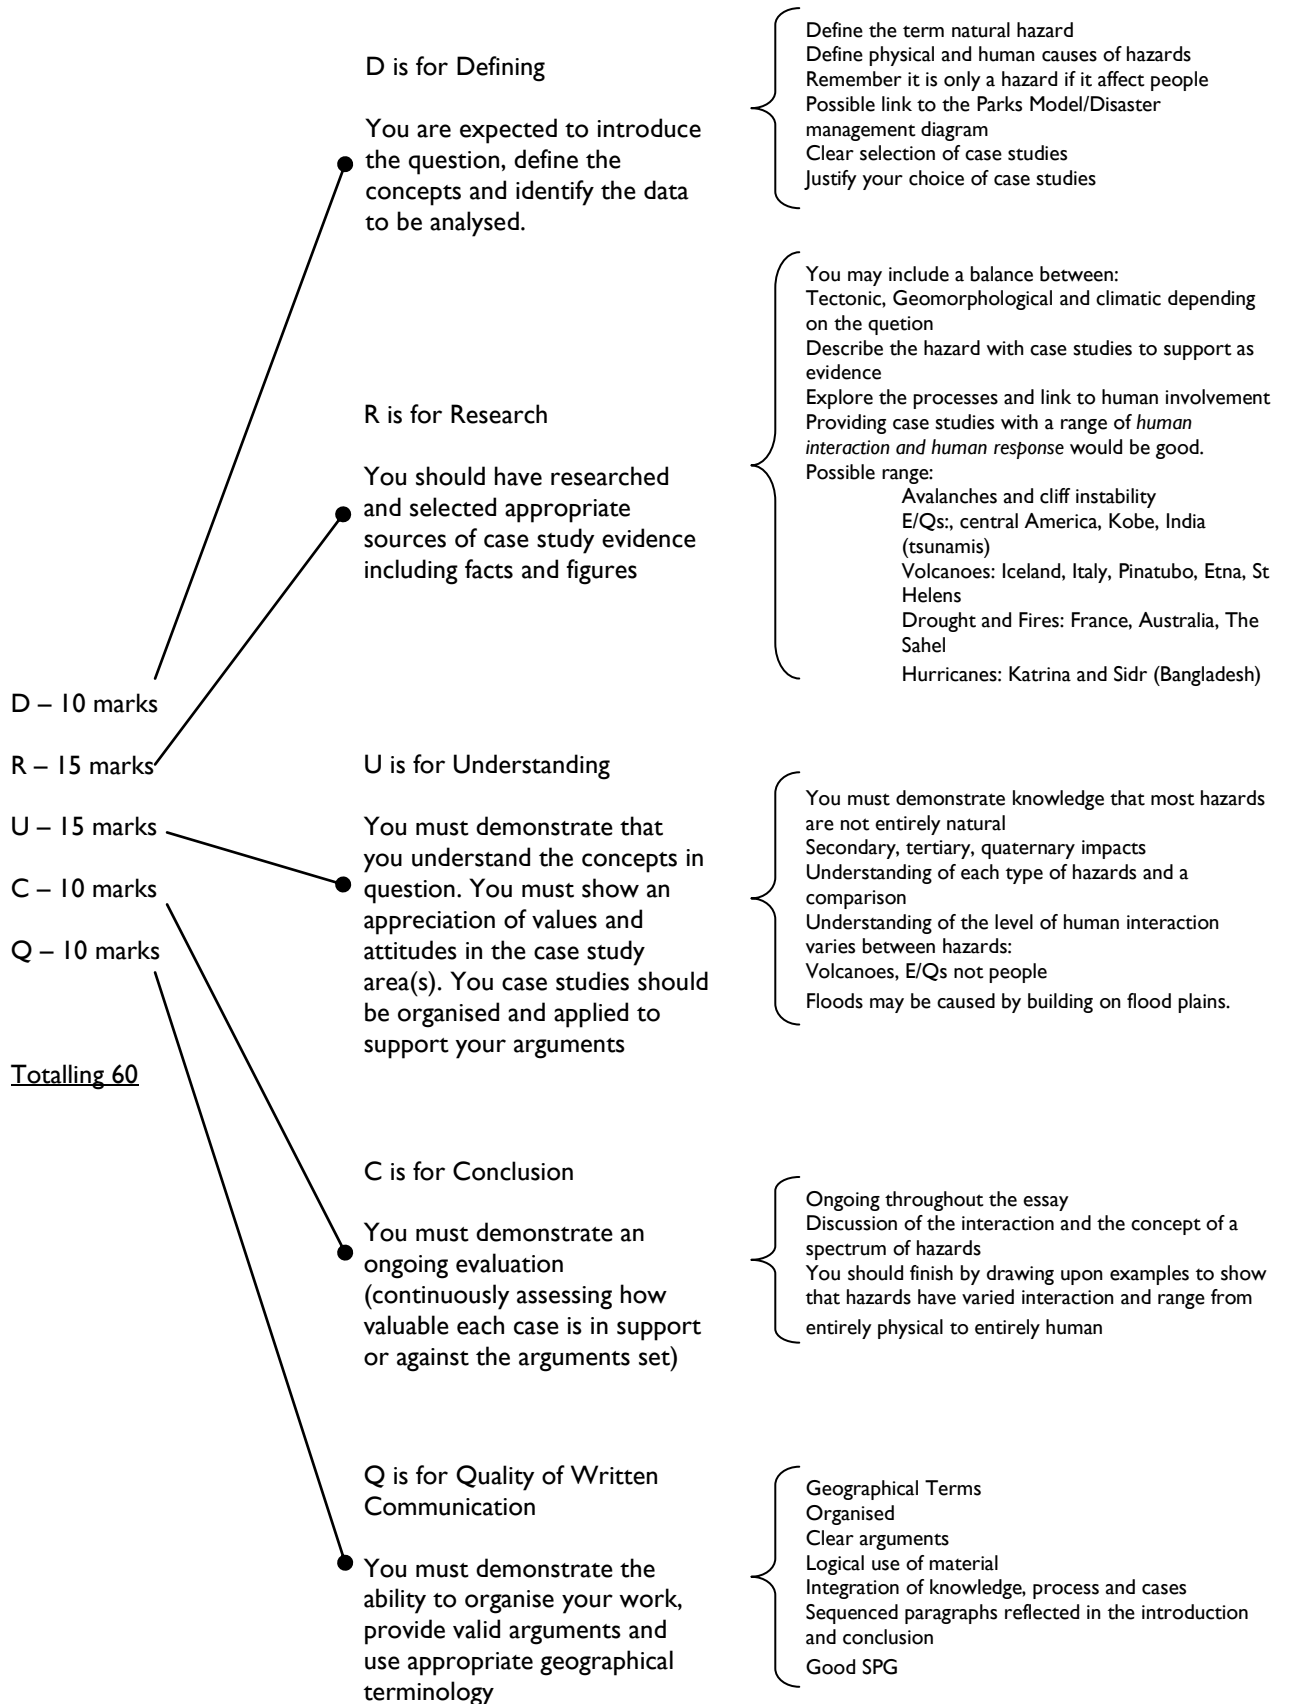 D – 10 marks
R – 15 marks
U – 15 marks
C – 10 marks
Q – 10 marks
Totalling 60
D is for Defining
You are expected to introduce
the question, define the
concepts and identify the data
to be analysed.
Define the term natural hazard
Define physical and human causes of hazards
Remember it is only a hazard if it affect people
Possible link to the Parks Model/Disaster
management diagram
Clear selection of case studies
Justify your choice of case studies
R is for Research
You should have researched
and selected appropriate
sources of case study evidence
including facts and figures
You may include a balance between:
Tectonic, Geomorphological and climatic depending
on the quetion
Describe the hazard with case studies to support as
evidence
Explore the processes and link to human involvement
Providing case studies with a range of human
interaction and human response would be good.
Possible range:
Avalanches and cliff instability
E/Qs:, central America, Kobe, India
(tsunamis)
Volcanoes: Iceland, Italy, Pinatubo, Etna, St
Helens
Drought and Fires: France, Australia, The
Sahel
Hurricanes: Katrina and Sidr (Bangladesh)
U is for Understanding
You must demonstrate that
you understand the concepts in
question. You must show an
appreciation of values and
attitudes in the case study
area(s). You case studies should
be organised and applied to
support your arguments
You must demonstrate knowledge that most hazards
are not entirely natural
Secondary, tertiary, quaternary impacts
Understanding of each type of hazards and a
comparison
Understanding of the level of human interaction
varies between hazards:
Volcanoes, E/Qs not people
Floods may be caused by building on flood plains.
C is for Conclusion
You must demonstrate an
ongoing evaluation
(continuously assessing how
valuable each case is in support
or against the arguments set)
Ongoing throughout the essay
Discussion of the interaction and the concept of a
spectrum of hazards
You should finish by drawing upon examples to show
that hazards have varied interaction and range from
entirely physical to entirely human
Q is for Quality of Written
Communication
You must demonstrate the
ability to organise your work,
provide valid arguments and
use appropriate geographical
terminology
Geographical Terms
Organised
Clear arguments
Logical use of material
Integration of knowledge, process and cases
Sequenced paragraphs reflected in the introduction
and conclusion
Good SPG